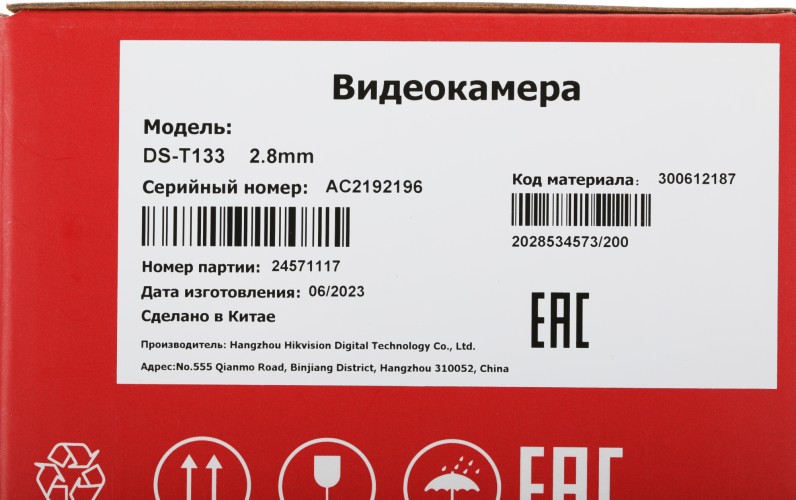 Видеокамера
Модель:
DS-T133 2.8mm
Серийный номер: AC2192196
Код материала: 300612187
2028534573/200
Номер партии: 24571117
Дата изготовления: 06/2023
Сделано в Китае
EAC
Производитель: Hangzhou Hikvision Digital Technology Co., Ltd.
Адрес:No.555 Qianmo Road, Binjiang District, Hangzhou 310052, China
EAC